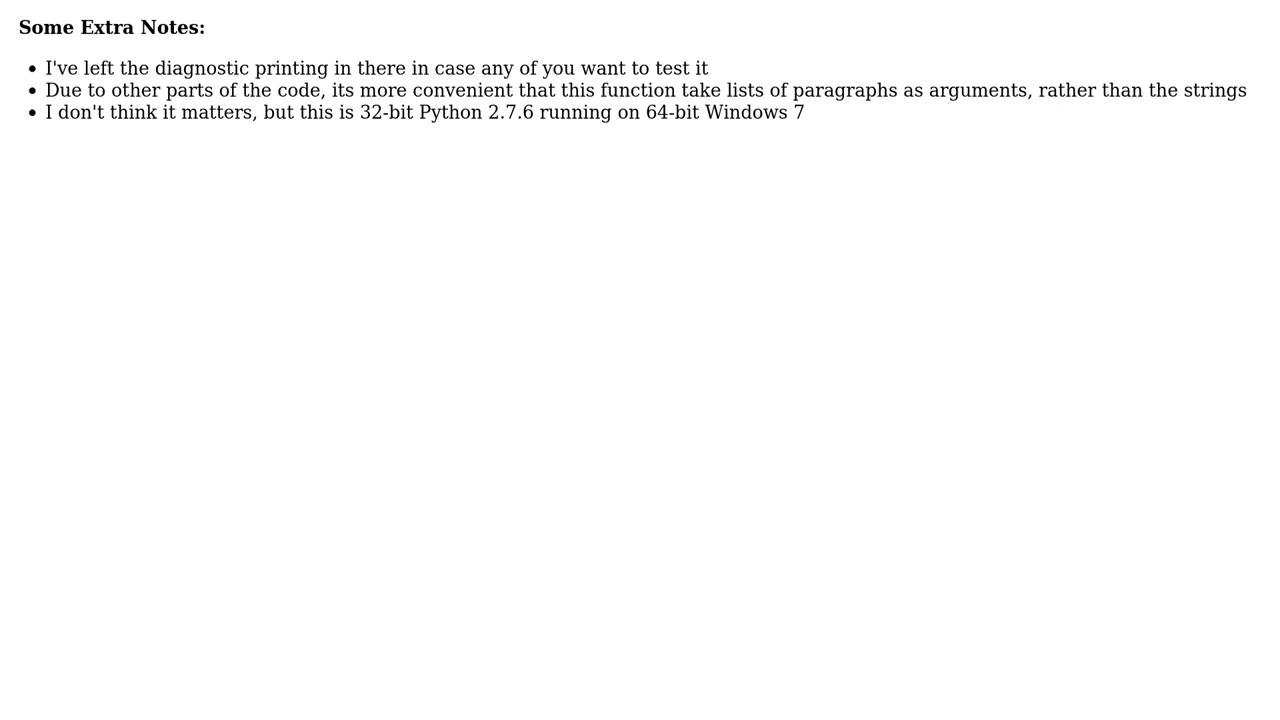 Some Extra Notes:
• I've left the diagnostic printing in there in case any of you want to test it
• Due to other parts of the code, its more convenient that this function take lists of paragraphs as arguments, rather than the strings
• I don't think it matters, but this is 32-bit Python 2.7.6 running on 64-bit Windows 7